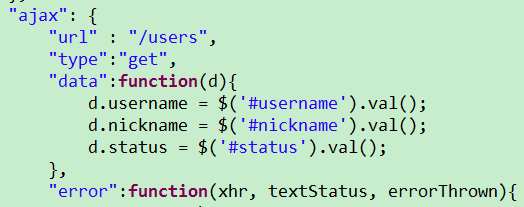 "ajax": {
"url" : "/users",
"type":"get",
"data":function(d){
d.username = $('#username').val();
d.nickname = $('#nickname').val();
d.status = $('#status').val();
},
"error":function(xhr, textStatus, errorThrown){